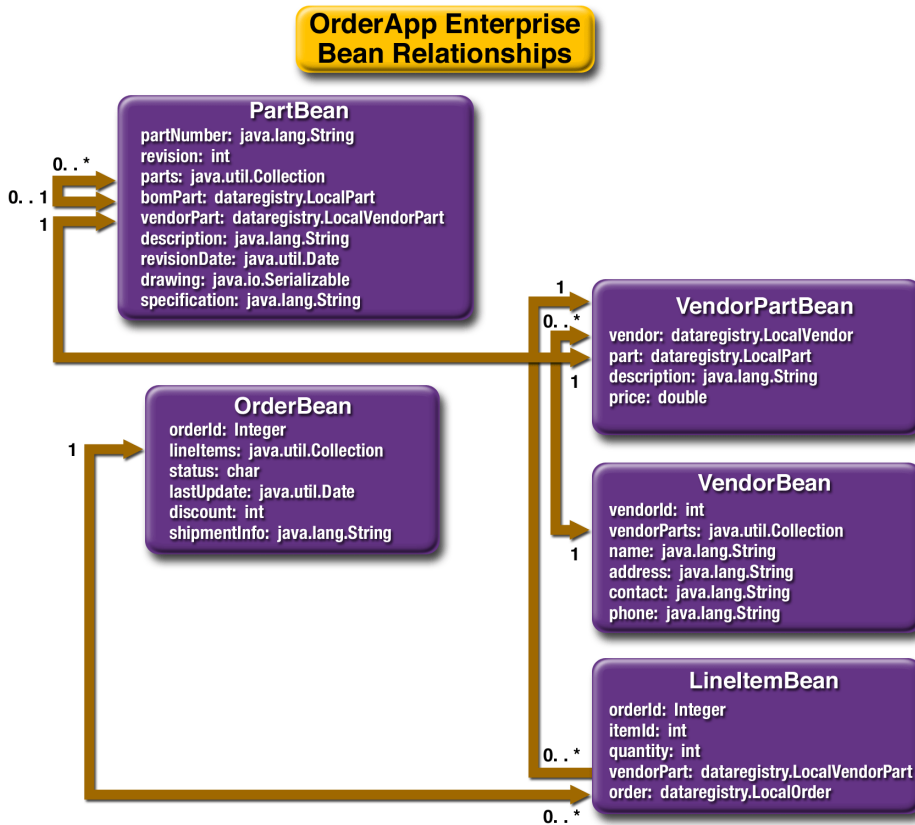 OrderApp Enterprise
Bean Relationships
PartBean
partNumber: java.lang.String
revision: int
parts: java.util.Collection
bomPart: dataregistry.LocalPart
vendorPart: dataregistry.LocalVendorPart
description: java.lang.String
revisionDate: java.util.Date
drawing: java.io.Serializable
specification: java.lang.String
0. . *
0. . 1
1
1
0. . *
1
VendorPartBean
vendor: dataregistry.LocalVendor
part: dataregistry.LocalPart
description: java.lang.String
price: double
OrderBean
orderId: Integer
lineItems: java.util.Collection
status: char
lastUpdate: java.util.Date
discount: int
shipmentInfo: java.lang.String
1
VendorBean
vendorId: int
vendorParts: java.util.Collection
name: java.lang.String
address: java.lang.String
contact: java.lang.String
phone: java.lang.String
1
LineItemBean
orderId: Integer
itemId: int
quantity: int
vendorPart: dataregistry.LocalVendorPart
order: dataregistry.LocalOrder
0. . *
0. . *